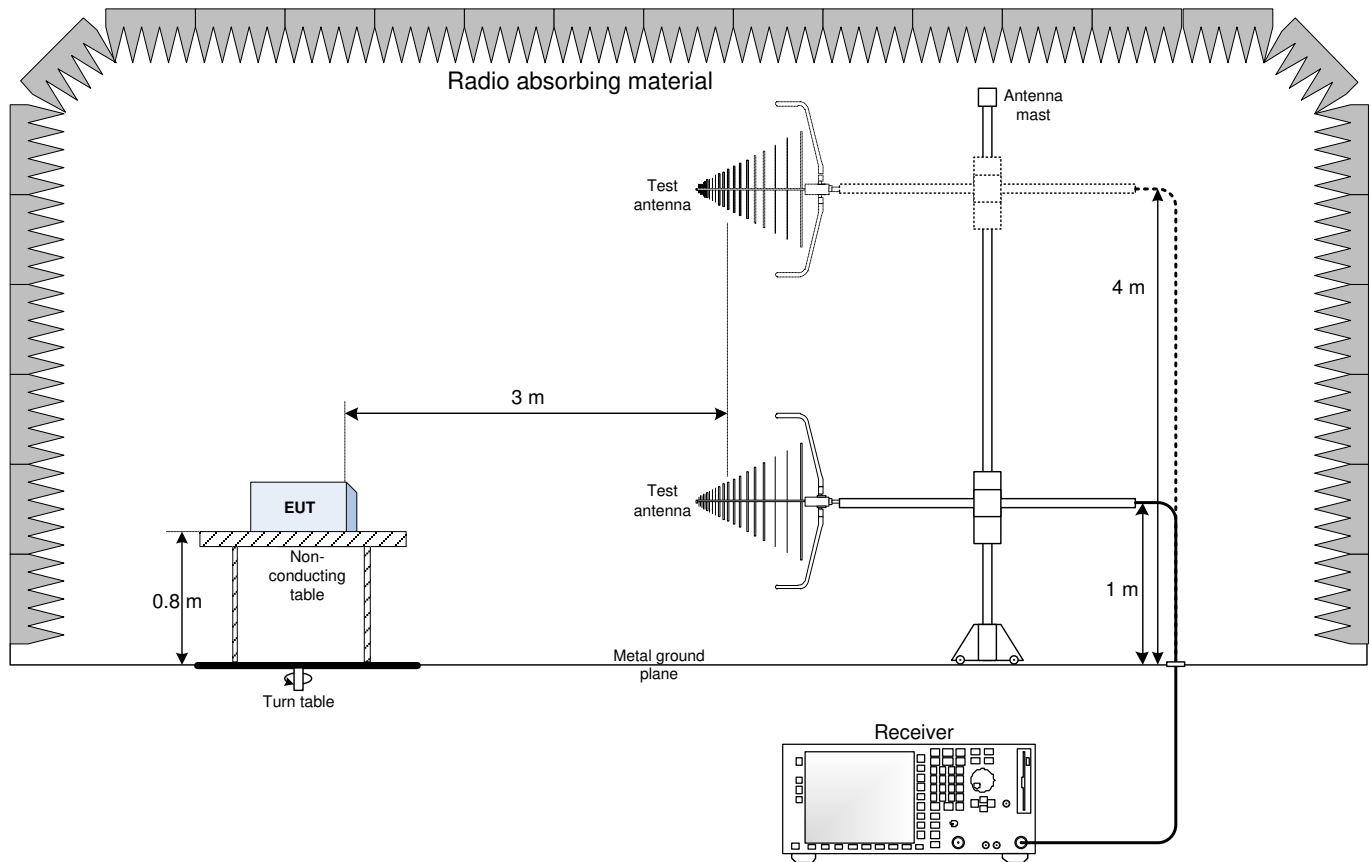 Radio absorbing material
Antenna
mast
Test
antenna
4 m
3 m
Test
antenna
EUT
Non-
conducting
table
0.8 m
1 m
Metal ground
plane
Turn table
Receiver